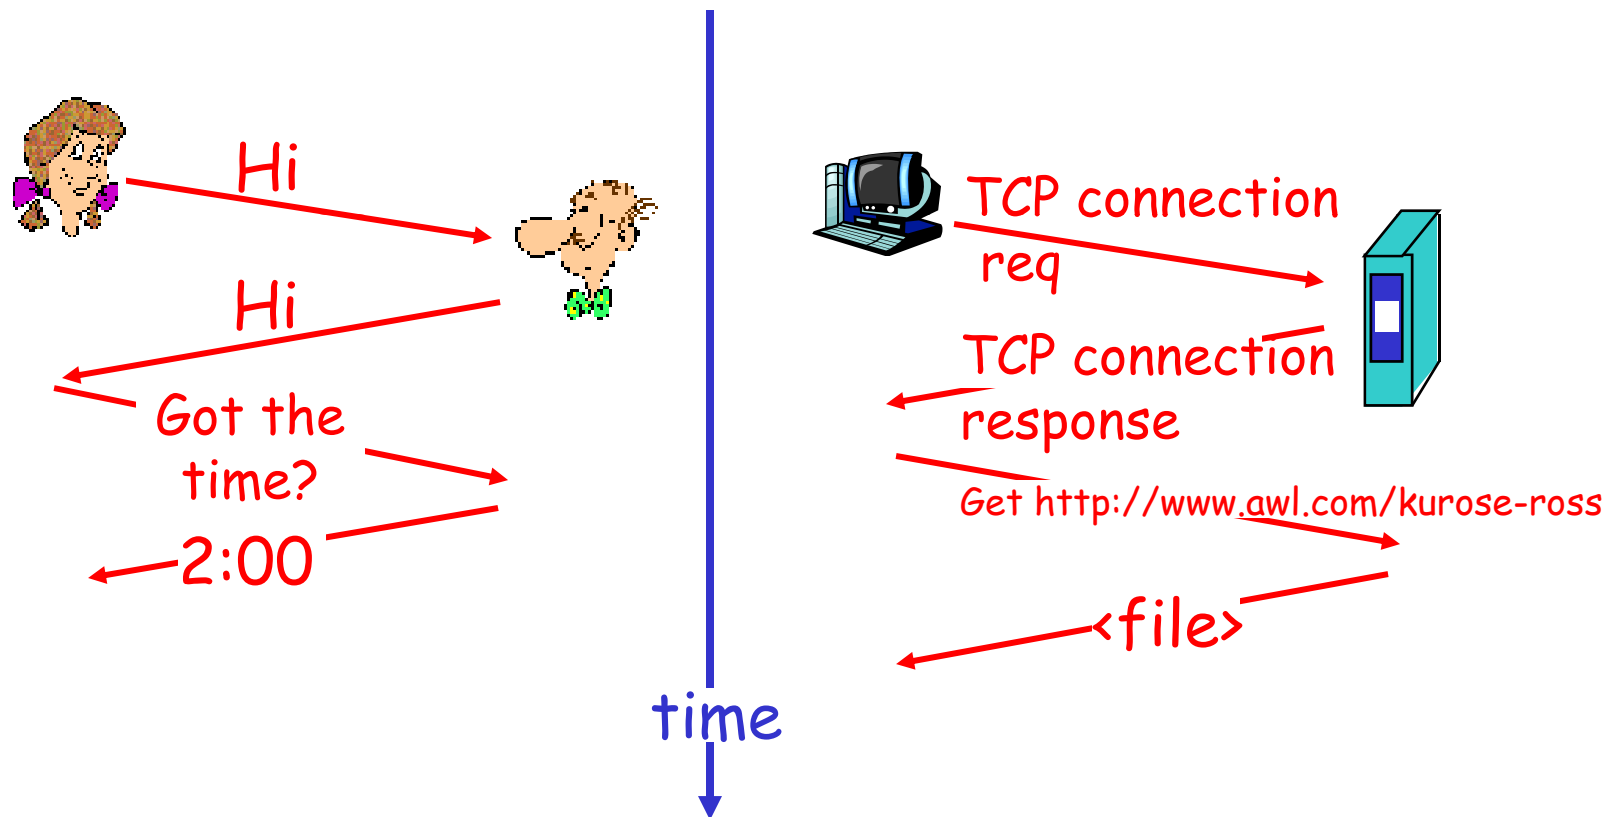 Hi
Hi
Got the
time?
2:00
time
TCP connection
req
TCP connection
response
Get http://www.awl.com/kurose-ross
<file>